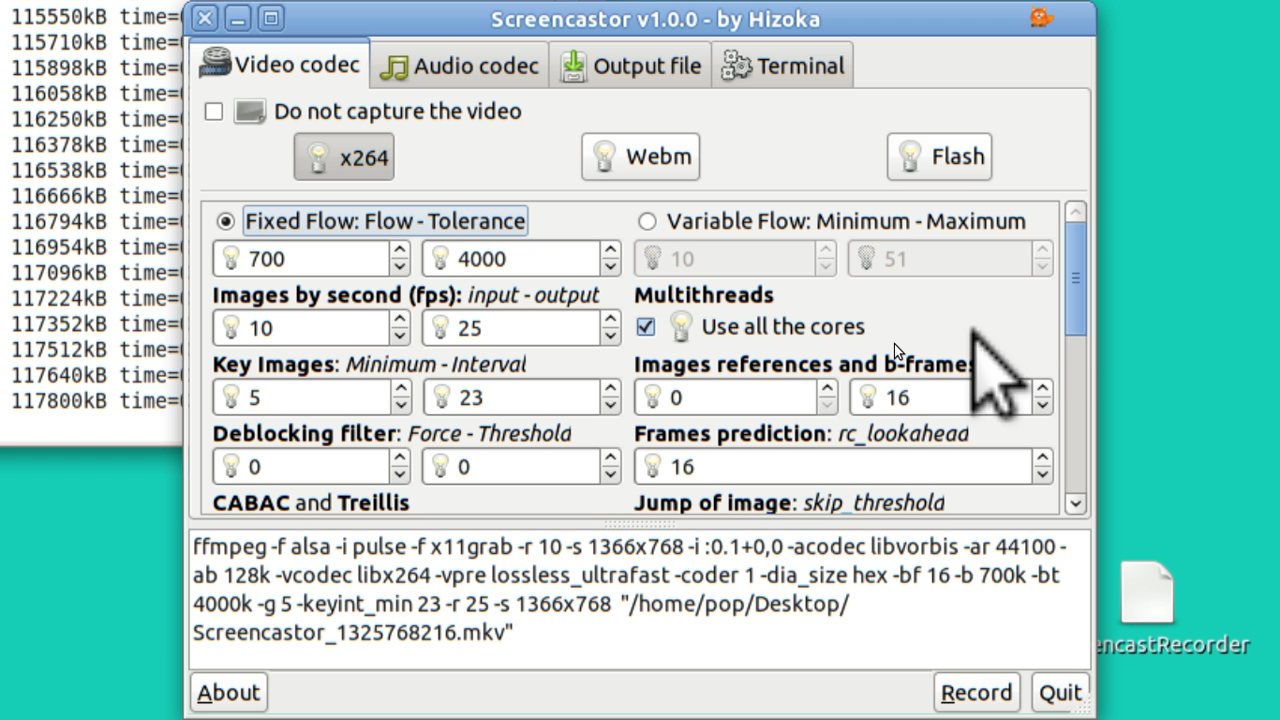 115550kB time=
115710kB time=
115898kB time=
116058kB time=
116250kB time=
116378kB time=
116538kB time=
116666kB time=
116794kB time=
116954kB time=
117096kB time=
117224kB time=
117352kB time=
117512kB time=
117640kB time=
117800kB time=
Screencastor v1.0.0 - by Hizoka
Video codec Audio codec Output file Terminal
Do not capture the video
x264 Webm Flash
Fixed Flow: Flow - Tolerance Variable Flow: Minimum - Maximum
700 4000 10 51
Images by second (fps): input - output Multithreads
10 25 Use all the cores
Key Images: Minimum - Interval Images references and b-frames
5 23 0 16
Deblocking filter: Force - Threshold Frames prediction: rc_lookahead
0 0 16
CABAC and Treillis Jump of image: skip_threshold
ffmpeg -f alsa -i pulse -f x11grab -r 10 -s 1366x768 -i :0.1+0,0 -acodec libvorbis -ar 44100 -
ab 128k -vcodec libx264 -vpre lossless_ultrafast -coder 1 -dia_size hex -bf 16 -b 700k -bt
4000k -g 5 -keyint_min 23 -r 25 -s 1366x768 "/home/pop/Desktop/
Screencastor_1325768216.mkv"
About Record Quit
encastRecorder